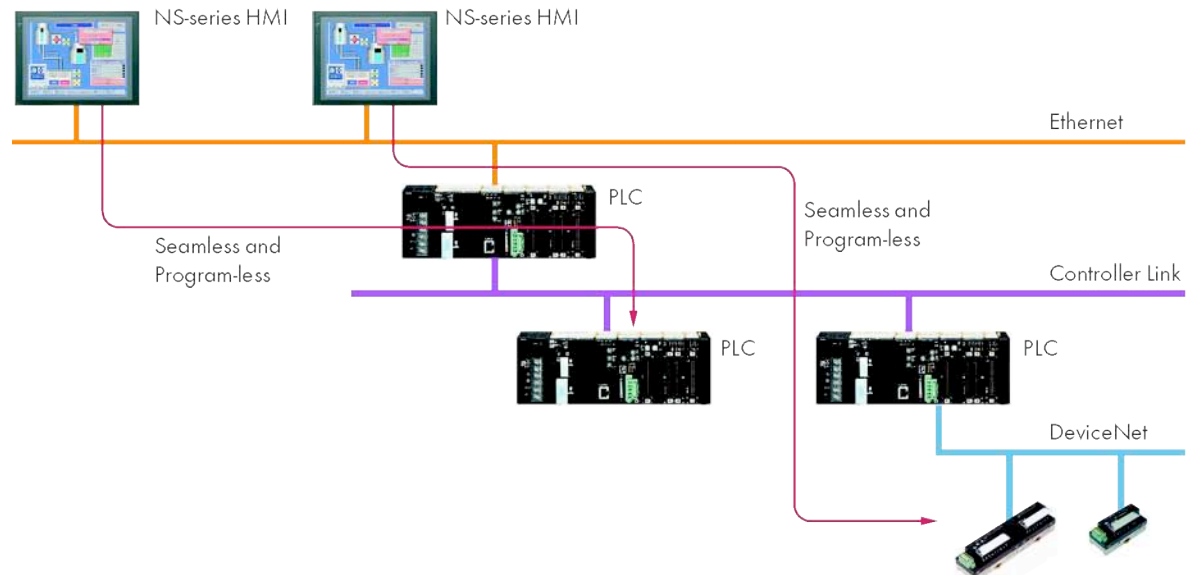 NS-series HMI
NS-series HMI
Ethernet
PLC
Seamless and
Program-less
Seamless and
Program-less
Controller Link
PLC
PLC
DeviceNet